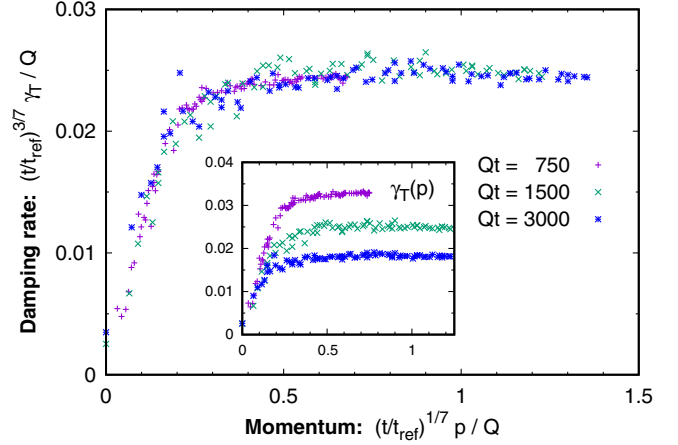 0.03
0.02
0.01
0
Damping rate: (t/t_ref)^3/7 γ_T / Q
Qt = 750
Qt = 1500
Qt = 3000
0.04
0.03
0.02
0.01
0
γ_T(p)
0 0.5 1
0 0.5 1 1.5
Momentum: (t/t_ref)^1/7 p / Q